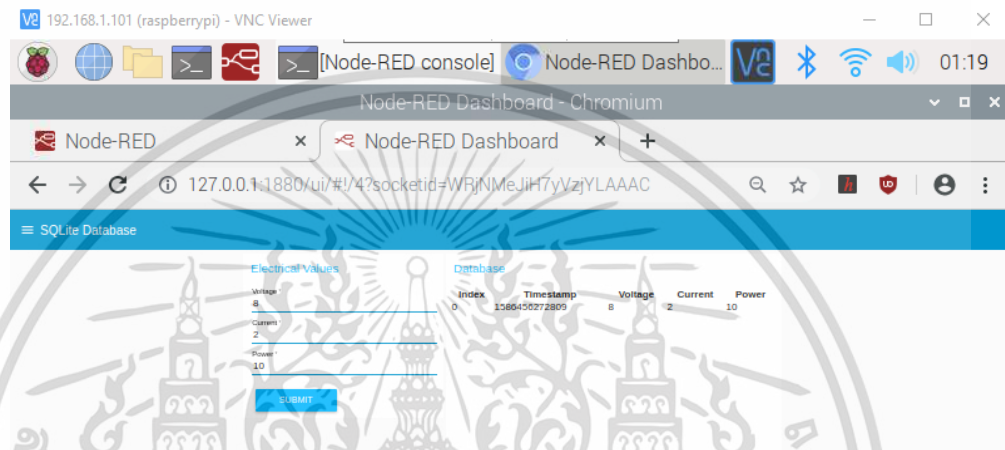 192.168.1.101 (raspberrypi) - VNC Viewer
[Node-RED console] Node-RED Dashbo... 01:19
Node-RED Dashboard - Chromium
Node-RED Node-RED Dashboard
127.0.0.1:1880/ui/#!/4?socketid=WRjNMeJiH7yVzjYLAAAC
SQLite Database
Electrical Values
Voltage *
8
Current *
2
Power *
10
SUBMIT
Database
Index Timestamp Voltage Current Power
0 1586456272809 8 2 10